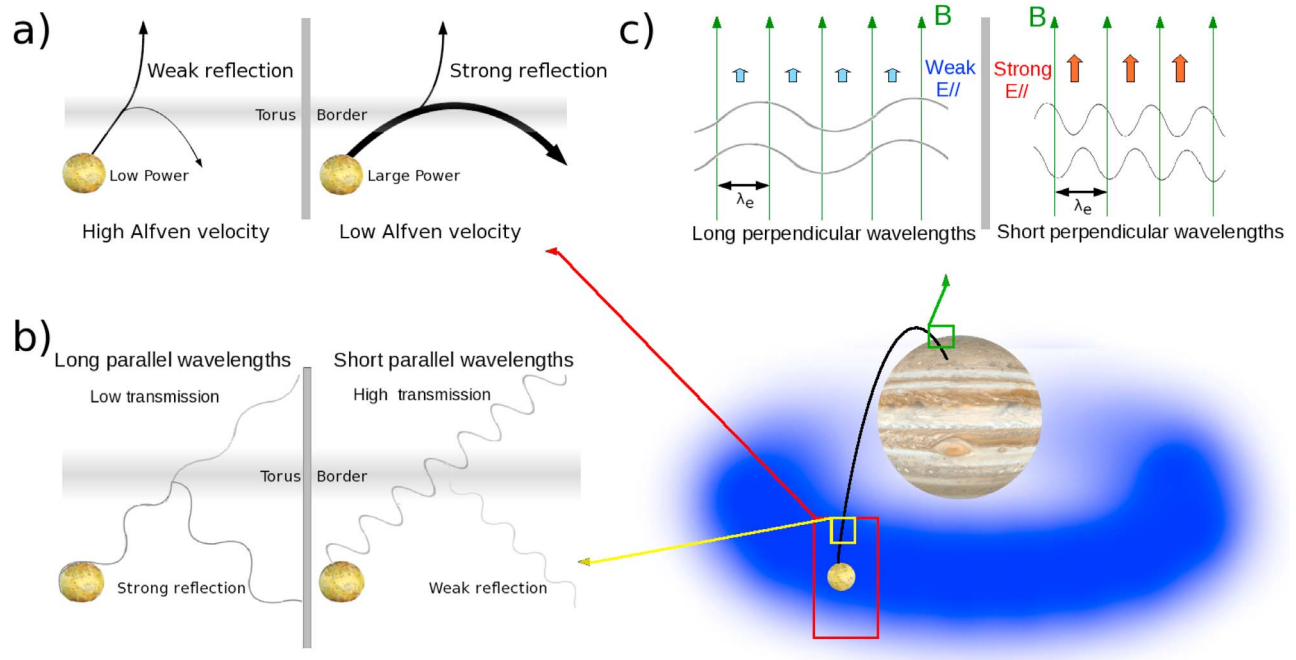 a)
Weak reflection
Strong reflection
Torus
Border
Low Power
Large Power
High Alfven velocity
Low Alfven velocity
b)
Long parallel wavelengths
Short parallel wavelengths
Low transmission
High transmission
Torus
Border
Strong reflection
Weak reflection
c)
B
B
Weak
E//
Strong
E//
λe
λe
Long perpendicular wavelengths
Short perpendicular wavelengths